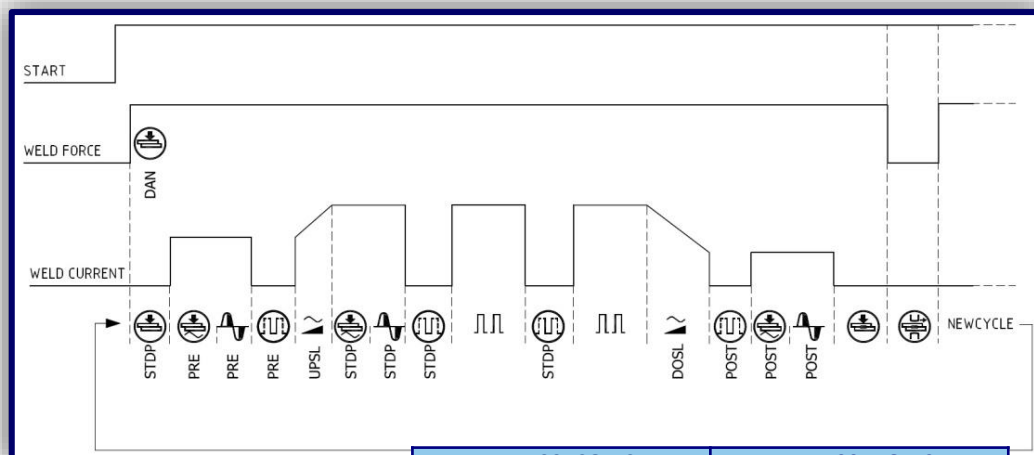 START
WELD FORCE
DAN
WELD CURRENT
STDP
PRE
PRE
PRE
UPSL
STDP
STDP
STDP
STDP
DOSL
POST
POST
POST
NEWCYCLE